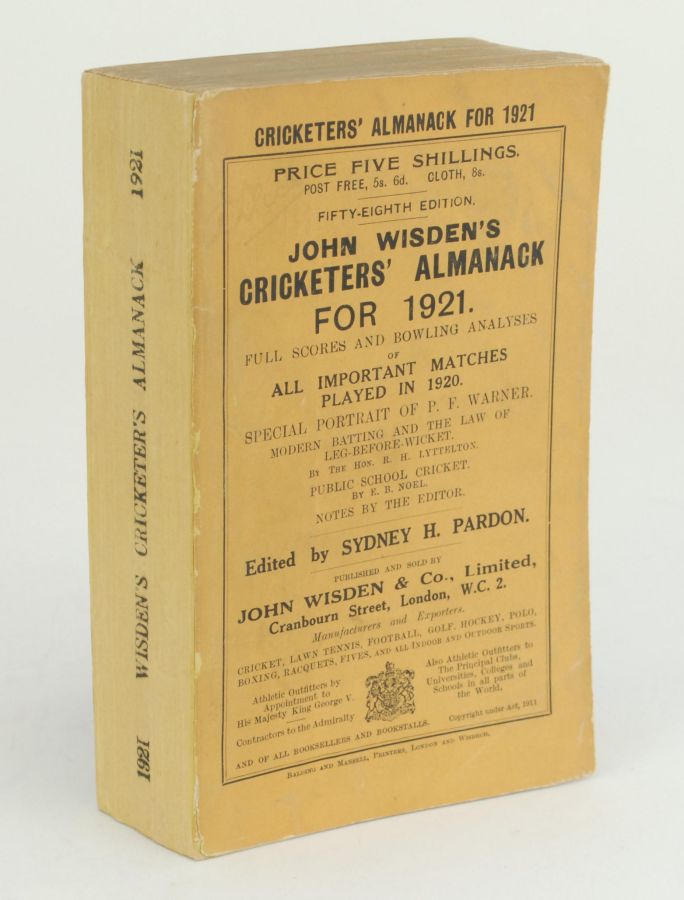 1921 WISDEN'S CRICKETER'S ALMANACK 1921
CRICKETERS' ALMANACK FOR 1921
PRICE FIVE SHILLINGS.
POST FREE, 5s. 6d. CLOTH, 8s.
FIFTY-EIGHTH EDITION.
JOHN WISDEN'S
CRICKETERS' ALMANACK
FOR 1921.
FULL SCORES AND BOWLING ANALYSES
OF
ALL IMPORTANT MATCHES
PLAYED IN 1920.
SPECIAL PORTRAIT OF P. F. WARNER.
MODERN BATTING AND THE LAW OF
LEG-BEFORE-WICKET.
BY THE HON. R. H. LYTTELTON.
PUBLIC SCHOOL CRICKET.
BY E. B. NOEL.
NOTES BY THE EDITOR.
Edited by SYDNEY H. PARDON.
PUBLISHED AND SOLD BY
JOHN WISDEN & Co., Limited,
Cranbourn Street, London, W.C. 2.
Manufacturers and Exporters.
CRICKET, LAWN TENNIS, FOOTBALL, GOLF, HOCKEY, POLO,
BOXING, RACQUETS, FIVES, AND ALL INDOOR AND OUTDOOR SPORTS.
Athletic Outfitters by
Appointment to
His Majesty King George V.
Contractors to the Admiralty
Also Athletic Outfitters to
The Principal Clubs,
Universities, Colleges and
Schools in all parts of
the World.
AND OF ALL BOOKSELLERS AND BOOKSTALLS.
Copyright under Act, 1911
BALDING AND MANSELL, PRINTERS, LONDON AND WISBECH.